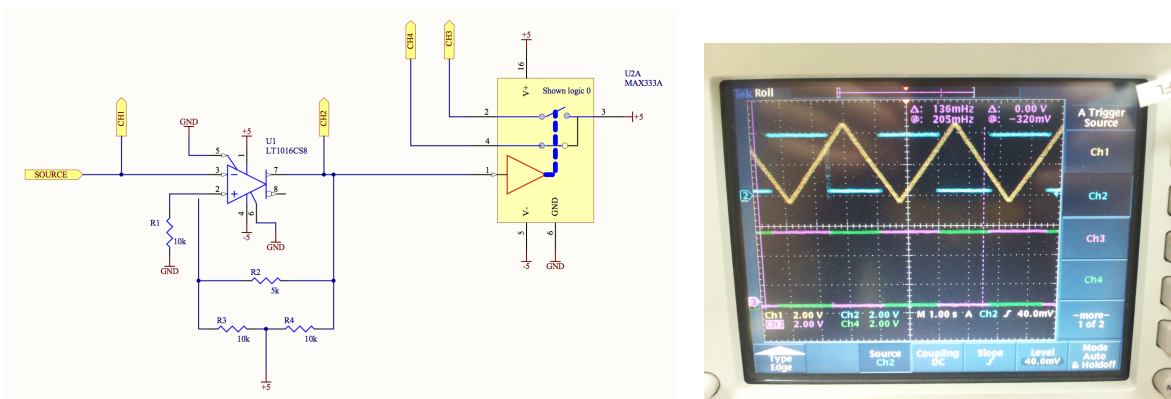 CH1
SOURCE
GND
+5
U1
LT1016CS8
5
1
3
7
2
8
4
6
-5
GND
R1
10k
GND
R2
5k
R3
10k
R4
10k
+5
CH2
CH4
CH3
+5
16
V+
U2A
MAX333A
Shown logic 0
2
3
+5
4
1
V-
GND
5
6
-5
GND
Tek Roll
Δ: 136mHz
@: 205mHz
Δ: 0.00 V
@: -320mV
2
3
Ch1 2.00 V Ch2 2.00 V M 1.00 s A Ch2 40.0mV
Ch3 2.00 V Ch4 2.00 V
A Trigger
Source
Ch1
Ch2
Ch3
Ch4
-more-
1 of 2
Type
Edge
Source
Ch2
Coupling
DC
Slope
Level
40.0mV
Mode
Auto
& Holdoff